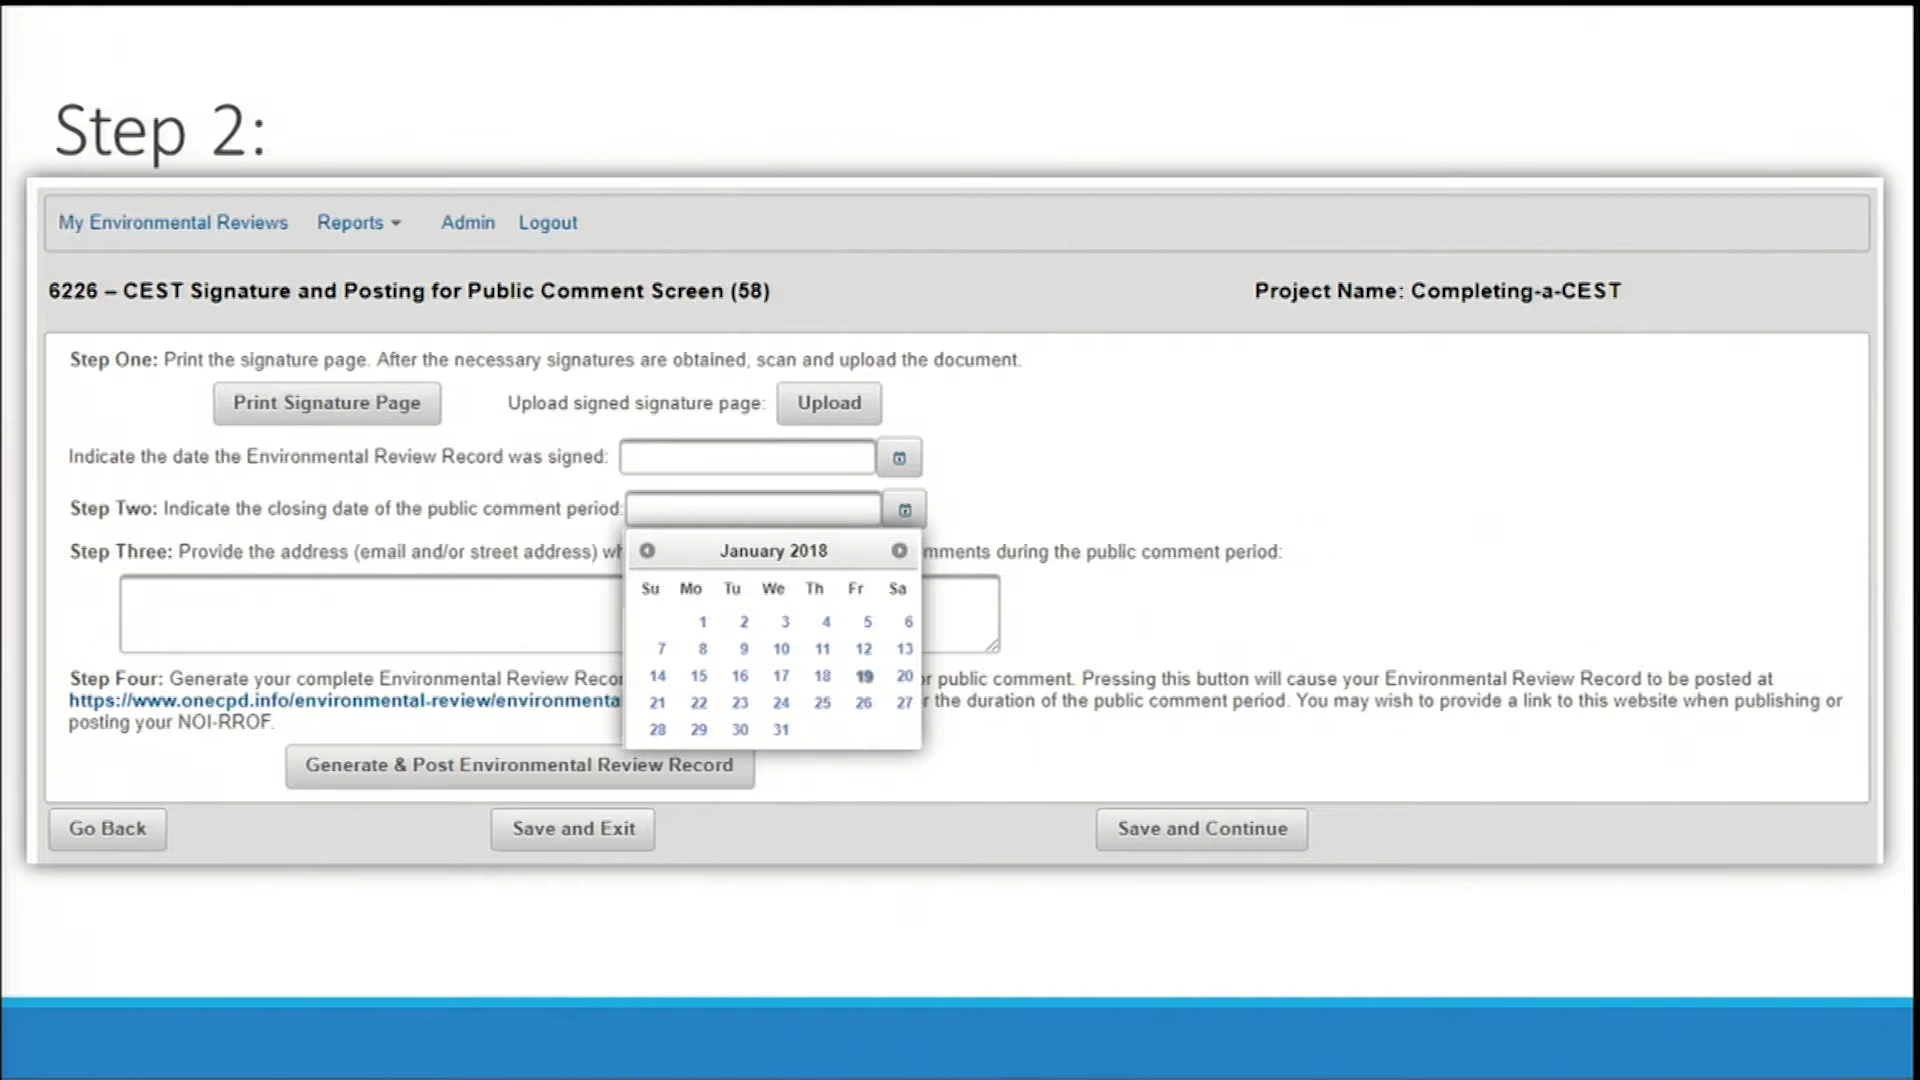 Step 2:
My Environmental Reviews Reports Admin Logout
6226 – CEST Signature and Posting for Public Comment Screen (58) Project Name: Completing-a-CEST
Step One: Print the signature page. After the necessary signatures are obtained, scan and upload the document.
Print Signature Page Upload signed signature page: Upload
Indicate the date the Environmental Review Record was signed:
Step Two: Indicate the closing date of the public comment period:
Step Three: Provide the address (email and/or street address) wh mments during the public comment period:
January 2018
Su Mo Tu We Th Fr Sa
1 2 3 4 5 6
7 8 9 10 11 12 13
14 15 16 17 18 19 20
21 22 23 24 25 26 27
28 29 30 31
Step Four: Generate your complete Environmental Review Reco r public comment. Pressing this button will cause your Environmental Review Record to be posted at
https://www.onecpd.info/environmental-review/environmenta r the duration of the public comment period. You may wish to provide a link to this website when publishing or
posting your NOI-RROF.
Generate & Post Environmental Review Record
Go Back Save and Exit Save and Continue